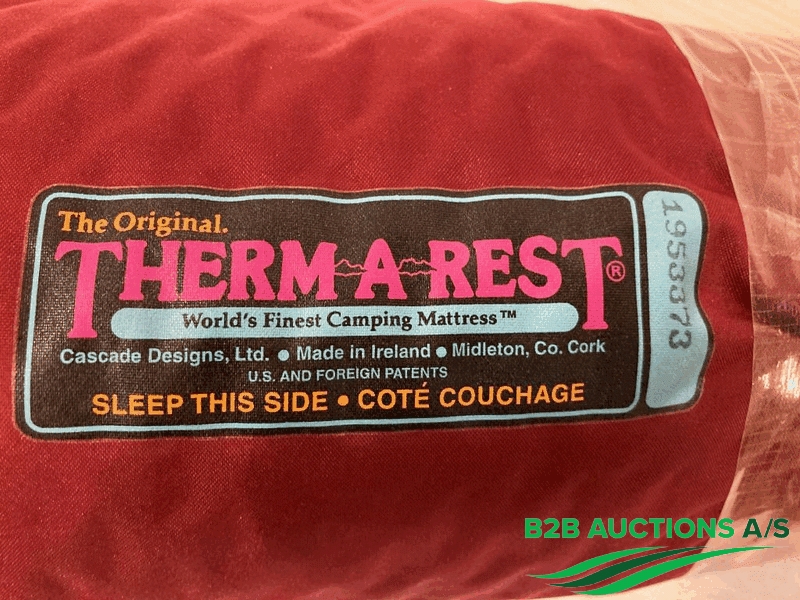 The Original.
THERM-A-REST®
World's Finest Camping Mattress™
Cascade Designs, Ltd. • Made in Ireland • Midleton, Co. Cork
U.S. AND FOREIGN PATENTS
SLEEP THIS SIDE • COTÉ COUCHAGE
1953373
B2B AUCTIONS A/S